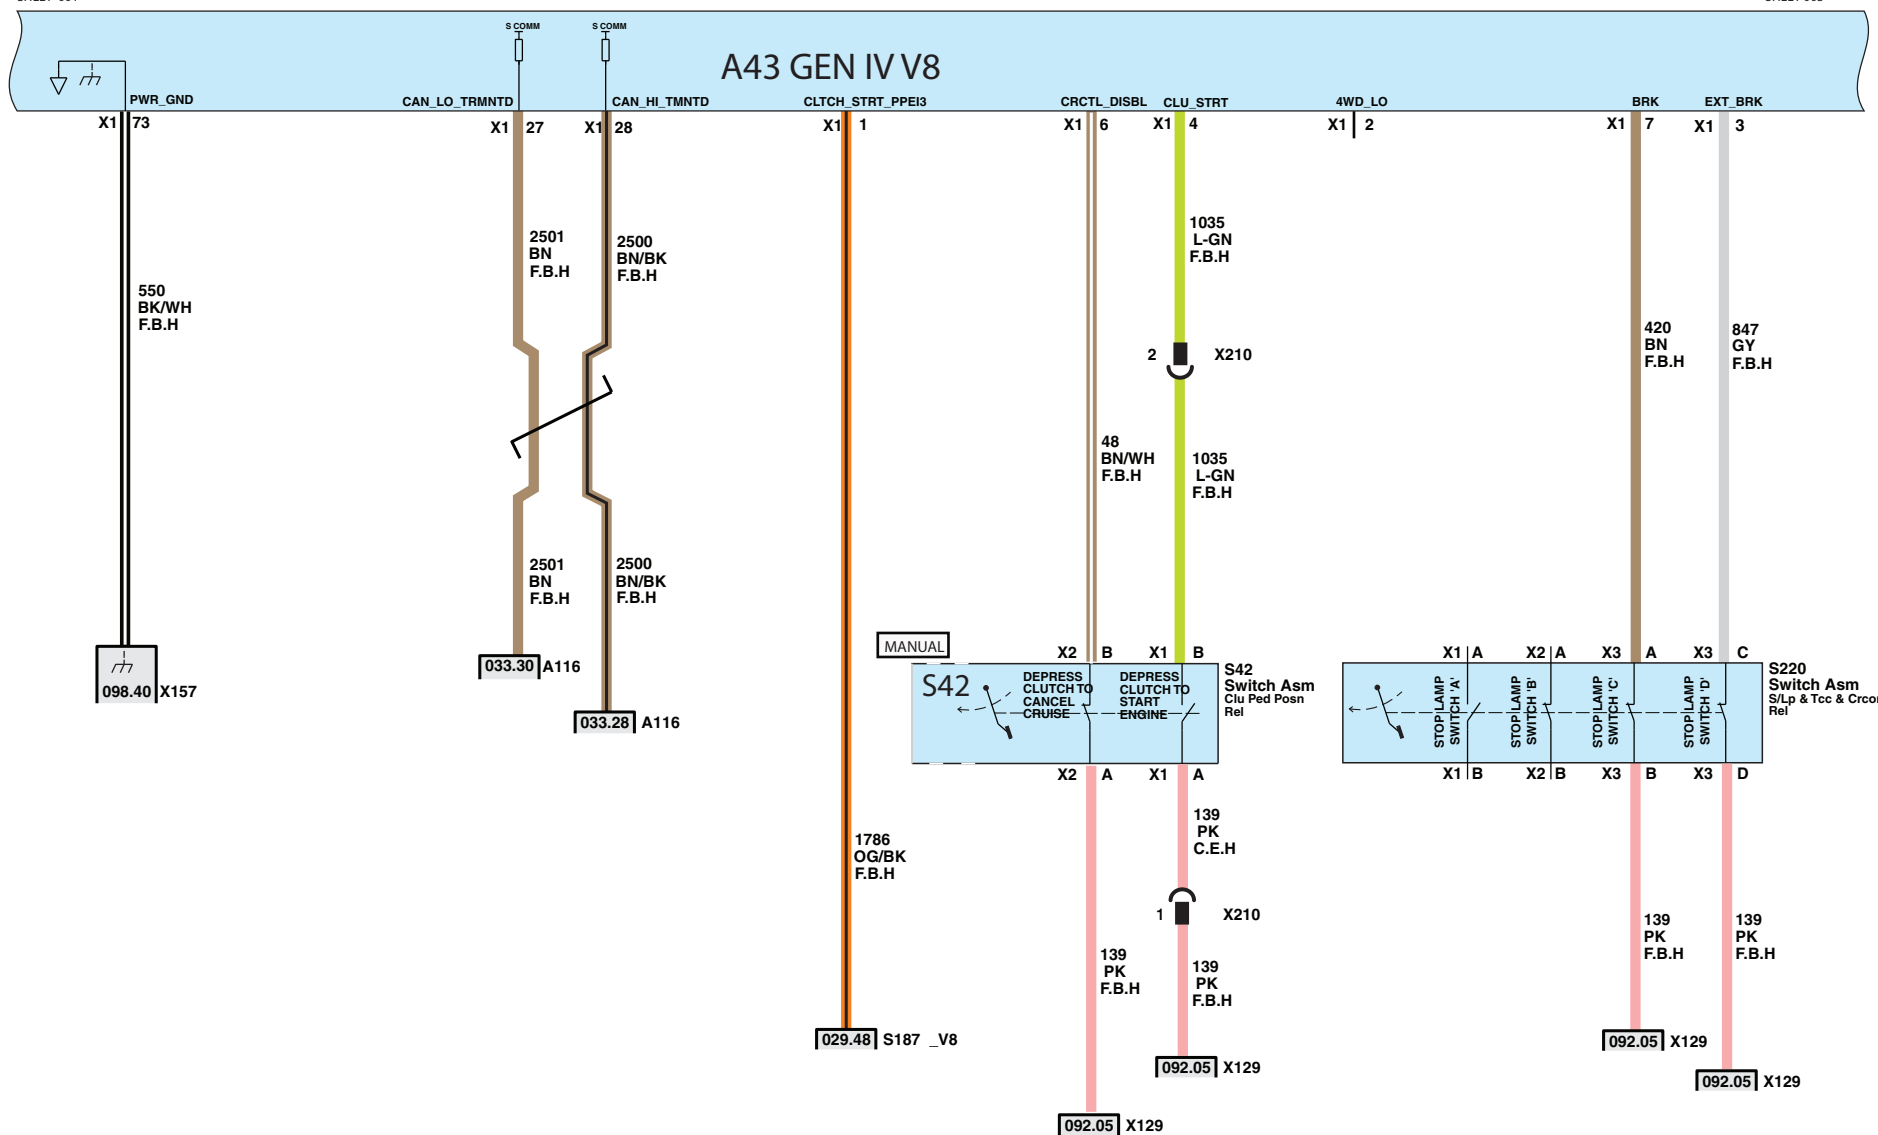 S COMM
S COMM
A43 GEN IV V8
PWR_GND
CAN_LO_TRMNTD
CAN_HI_TMNTD
CLTCH_STRT_PPEI3
CRCTL_DISBL
CLU_STRT
4WD_LO
BRK
EXT_BRK
X1 73
X1 27
X1 28
X1 1
X1 6
X1 4
X1 2
X1 7
X1 3
550
BK/WH
F.B.H
2501
BN
F.B.H
2500
BN/BK
F.B.H
1035
L-GN
F.B.H
2 X210
420
BN
F.B.H
847
GY
F.B.H
48
BN/WH
F.B.H
1035
L-GN
F.B.H
2501
BN
F.B.H
2500
BN/BK
F.B.H
098.40 X157
033.30 A116
033.28 A116
MANUAL
X2 B
X1 B
S42
DEPRESS
CLUTCH TO
CANCEL
CRUISE
DEPRESS
CLUTCH TO
START
ENGINE
S42
Switch Asm
Clu Ped Posn
Rel
X2 A
X1 A
X1 A
X2 A
X3 A
X3 C
STOP LAMP
SWITCH 'A'
STOP LAMP
SWITCH 'B'
STOP LAMP
SWITCH 'C'
STOP LAMP
SWITCH 'D'
S220
Switch Asm
S/Lp & Tcc & Crcor
Rel
X1 B
X2 B
X3 B
X3 D
139
PK
C.E.H
1786
OG/BK
F.B.H
1 X210
139
PK
F.B.H
139
PK
F.B.H
139
PK
F.B.H
139
PK
F.B.H
029.48 S187 _V8
092.05 X129
092.05 X129
092.05 X129
092.05 X129